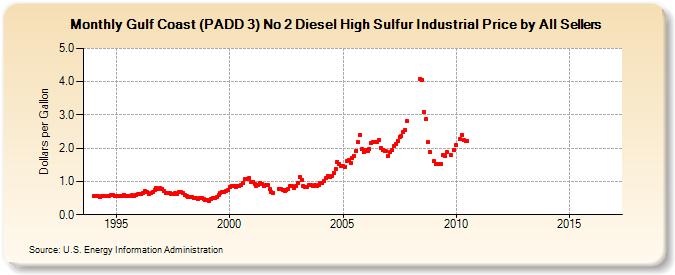 Monthly Gulf Coast (PADD 3) No 2 Diesel High Sulfur Industrial Price by All Sellers
Dollars per Gallon
5.0
4.0
3.0
2.0
1.0
0.0
1995 2000 2005 2010 2015
Source: U.S. Energy Information Administration